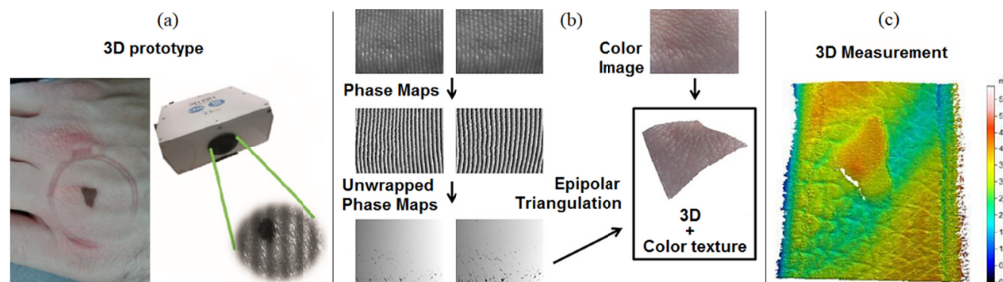 (a)
3D prototype
(b)
Color
Image
Phase Maps
Unwrapped
Phase Maps
Epipolar
Triangulation
3D
+
Color texture
(c)
3D Measurement